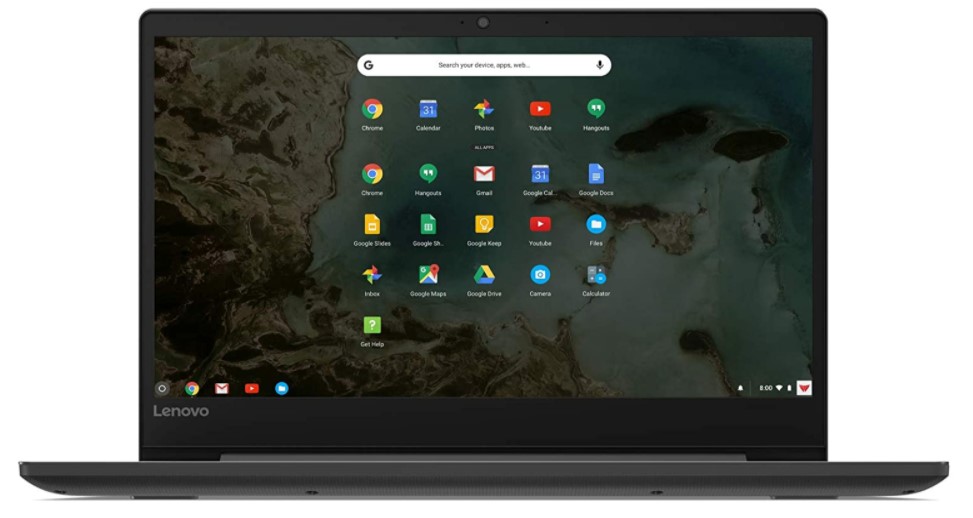 Search your device, apps, web...
Chrome Calendar Photos Youtube Hangouts
ALL APPS
Chrome Hangouts Gmail Google Cal... Google Docs
Google Slides Google Sh... Google Keep Youtube Files
Inbox Google Maps Google Drive Camera Calculator
Get Help
8:00
Lenovo